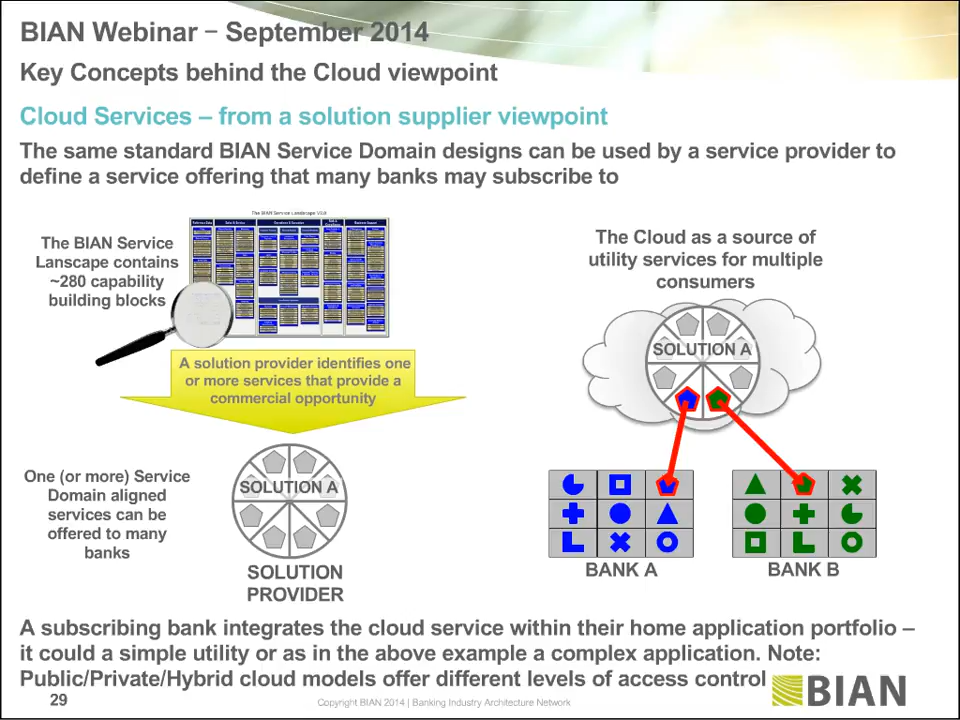 BIAN Webinar – September 2014
Key Concepts behind the Cloud viewpoint
Cloud Services – from a solution supplier viewpoint
The same standard BIAN Service Domain designs can be used by a service provider to
define a service offering that many banks may subscribe to
The BIAN Service
Lanscape contains
~280 capability
building blocks
The BIAN Service Landscape
A solution provider identifies one
or more services that provide a
commercial opportunity
One (or more) Service
Domain aligned
services can be
offered to many
banks
SOLUTION A
SOLUTION
PROVIDER
The Cloud as a source of
utility services for multiple
consumers
SOLUTION A
BANK A
BANK B
A subscribing bank integrates the cloud service within their home application portfolio –
it could a simple utility or as in the above example a complex application. Note:
Public/Private/Hybrid cloud models offer different levels of access control
29
Copyright BIAN 2014 | Banking Industry Architecture Network
BIAN